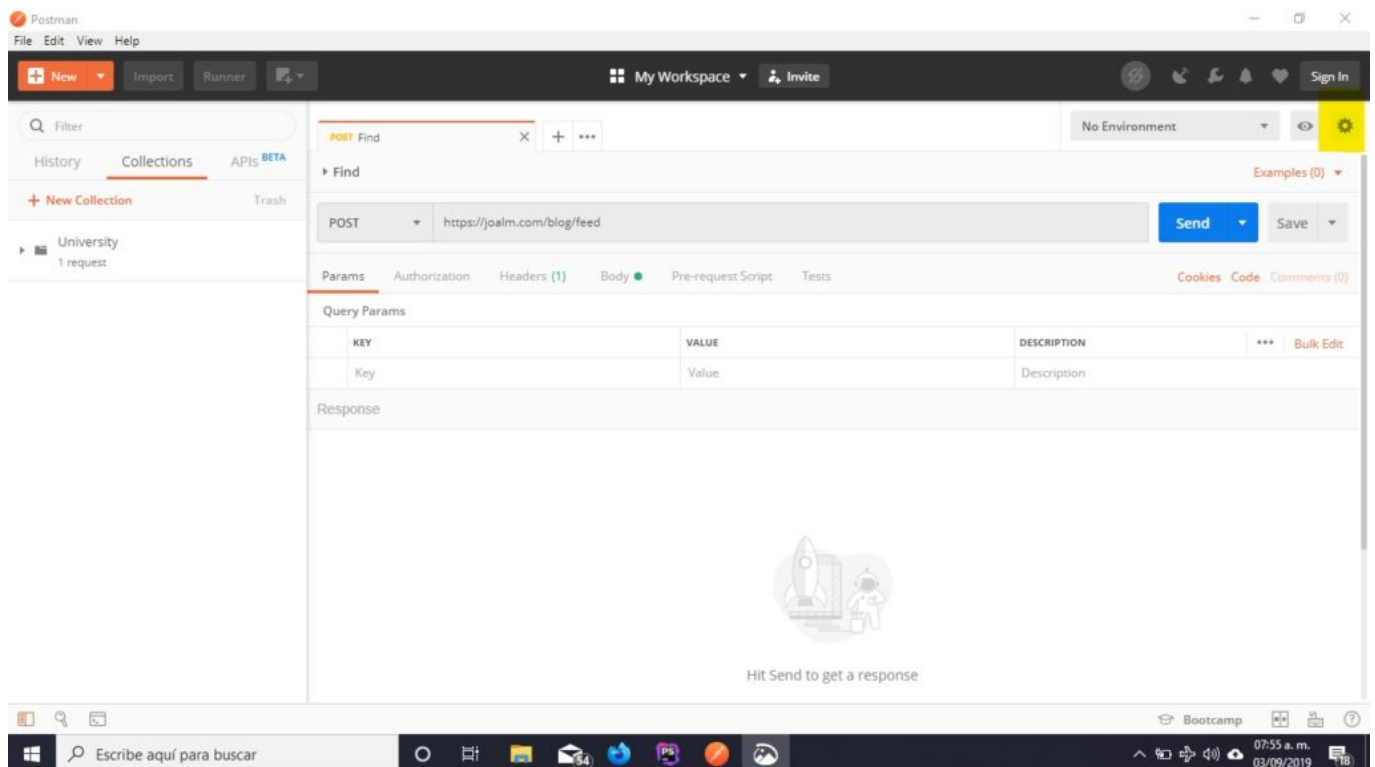 Postman
File Edit View Help
New Import Runner My Workspace Invite Sign In
Filter
History Collections APIs BETA
New Collection Trash
University
1 request
POST Find No Environment
Find Examples (0)
POST https://joalm.com/blog/feed Send Save
Params Authorization Headers (1) Body Pre-request Script Tests Cookies Code Comments (0)
Query Params
KEY VALUE DESCRIPTION Bulk Edit
Key Value Description
Response
Hit Send to get a response
Bootcamp
Escribe aquí para buscar 54 PS 07:55 a. m.
03/09/2019 18